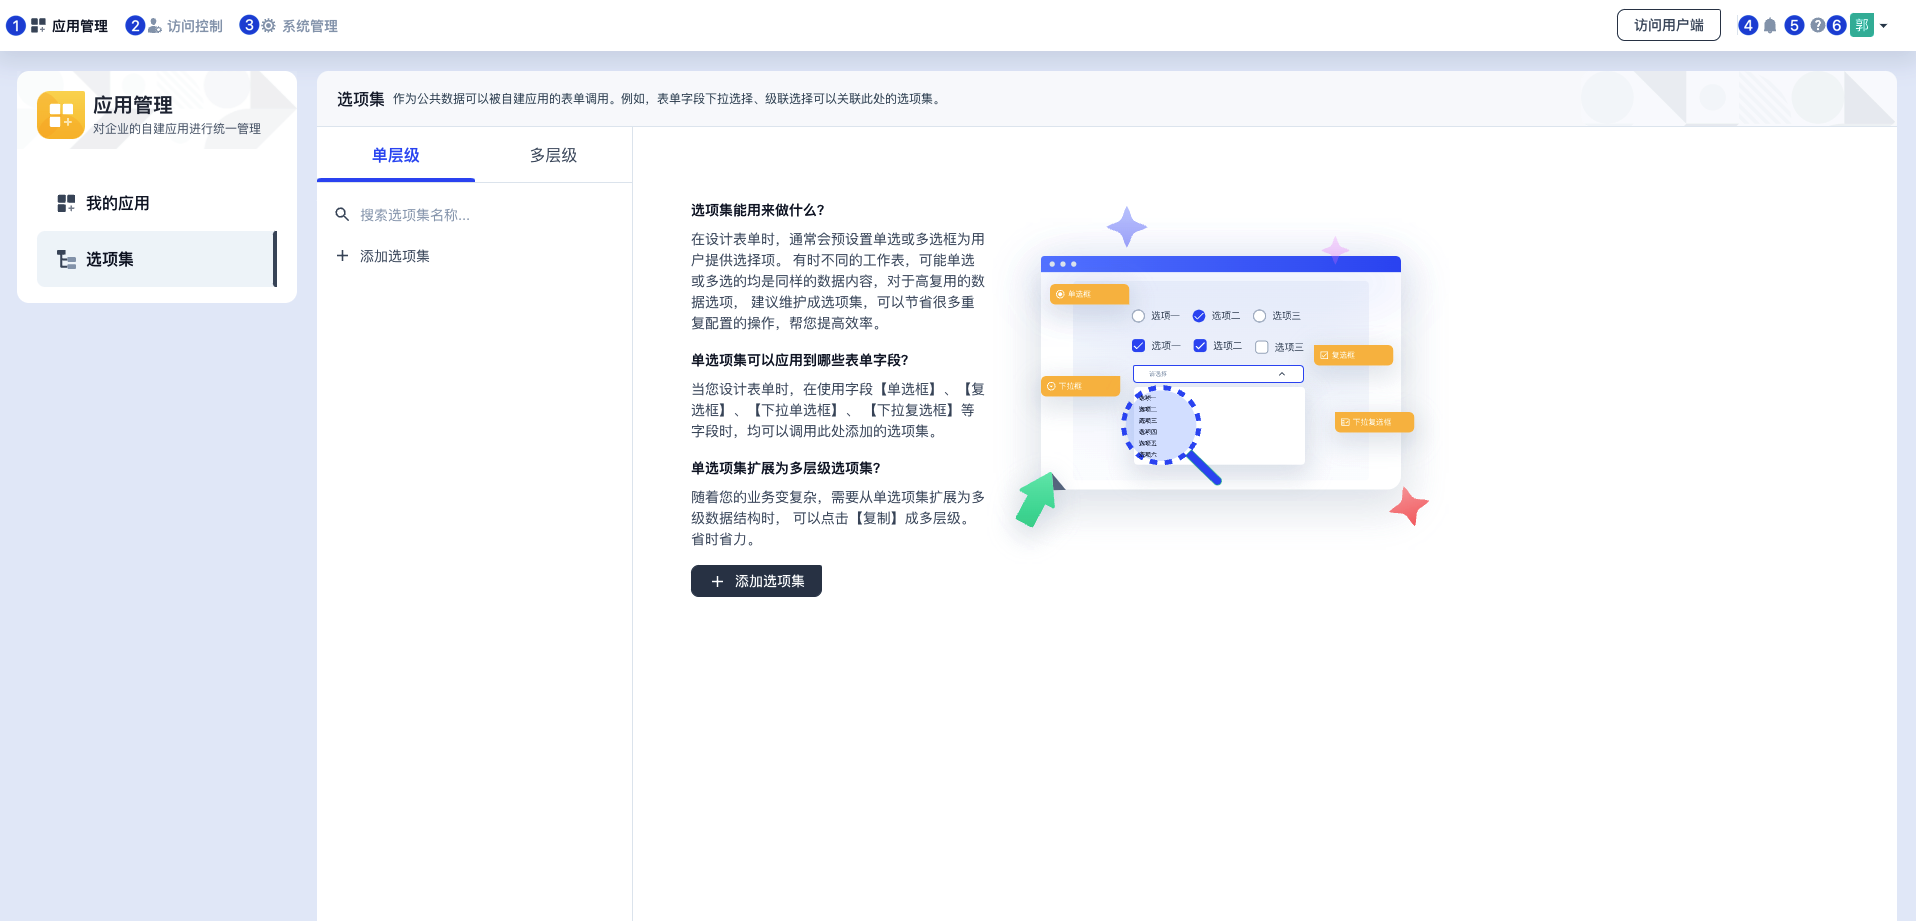 1 应用管理 2 访问控制 3 系统管理 访问用户端 4 5 6 郭
应用管理
对企业的自建应用进行统一管理
我的应用
选项集
选项集 作为公共数据可以被自建应用的表单调用。例如，表单字段下拉选择、级联选择可以关联此处的选项集。
单层级 多层级
搜索选项集名称...
添加选项集
选项集能用来做什么?
在设计表单时，通常会预设置单选或多选框为用
户提供选择项。 有时不同的工作表，可能单选
或多选的均是同样的数据内容，对于高复用的数
据选项， 建议维护成选项集，可以节省很多重
复配置的操作，帮您提高效率。
单选项集可以应用到哪些表单字段?
当您设计表单时，在使用字段【单选框】、【复
选框】、【下拉单选框】、 【下拉复选框】等
字段时，均可以调用此处添加的选项集。
单选项集扩展为多层级选项集?
随着您的业务变复杂，需要从单选项集扩展为多
级数据结构时， 可以点击【复制】成多层级。
省时省力。
添加选项集
单选框
选项一 选项二 选项三
选项一 选项二 选项三
复选框
请选择
下拉框
选项一
选项二
选项三
选项四
选项五
选项六
下拉复选框